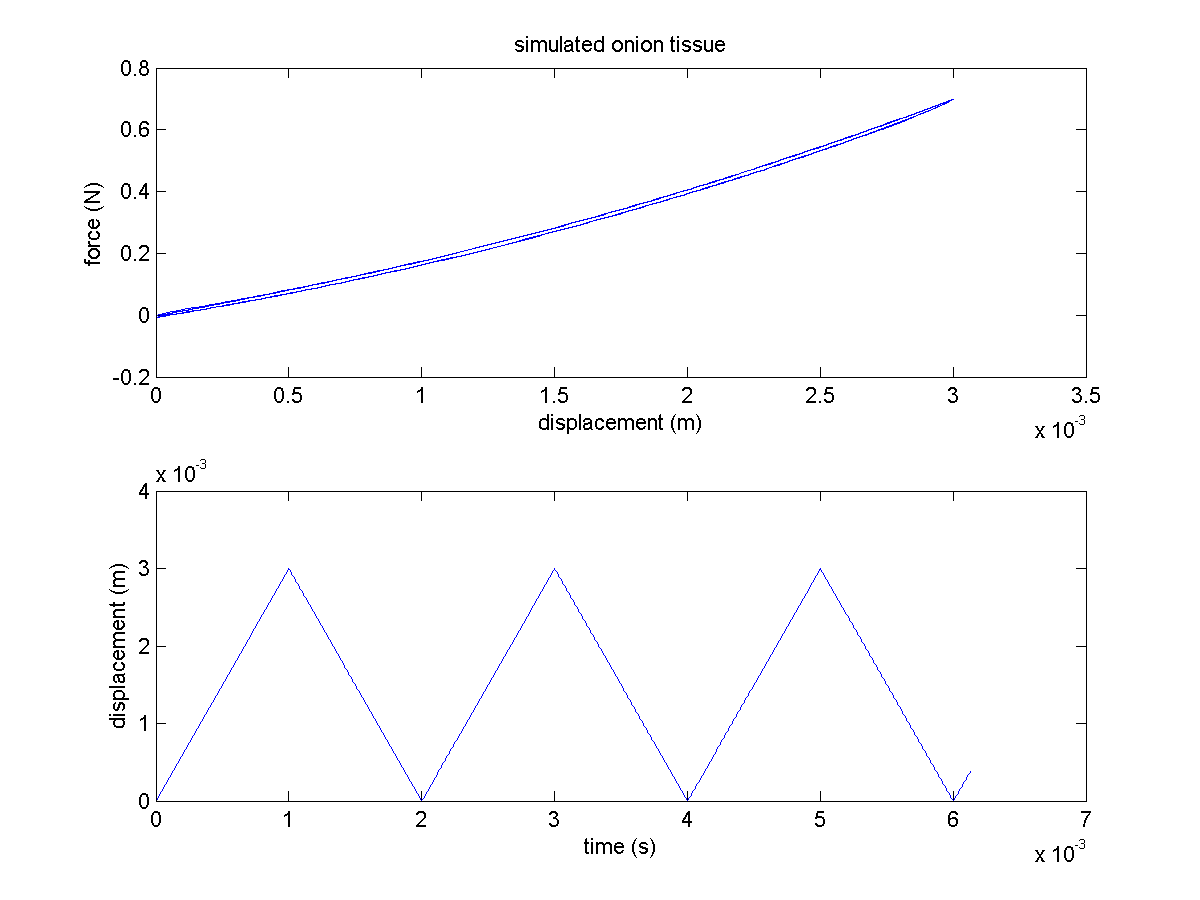 simulated onion tissue
0.8
0.6
0.4
0.2
0
-0.2
force (N)
0 0.5 1 1.5 2 2.5 3 3.5
displacement (m)
x 10-3
x 10-3
4
3
2
1
0
displacement (m)
0 1 2 3 4 5 6 7
time (s)
x 10-3